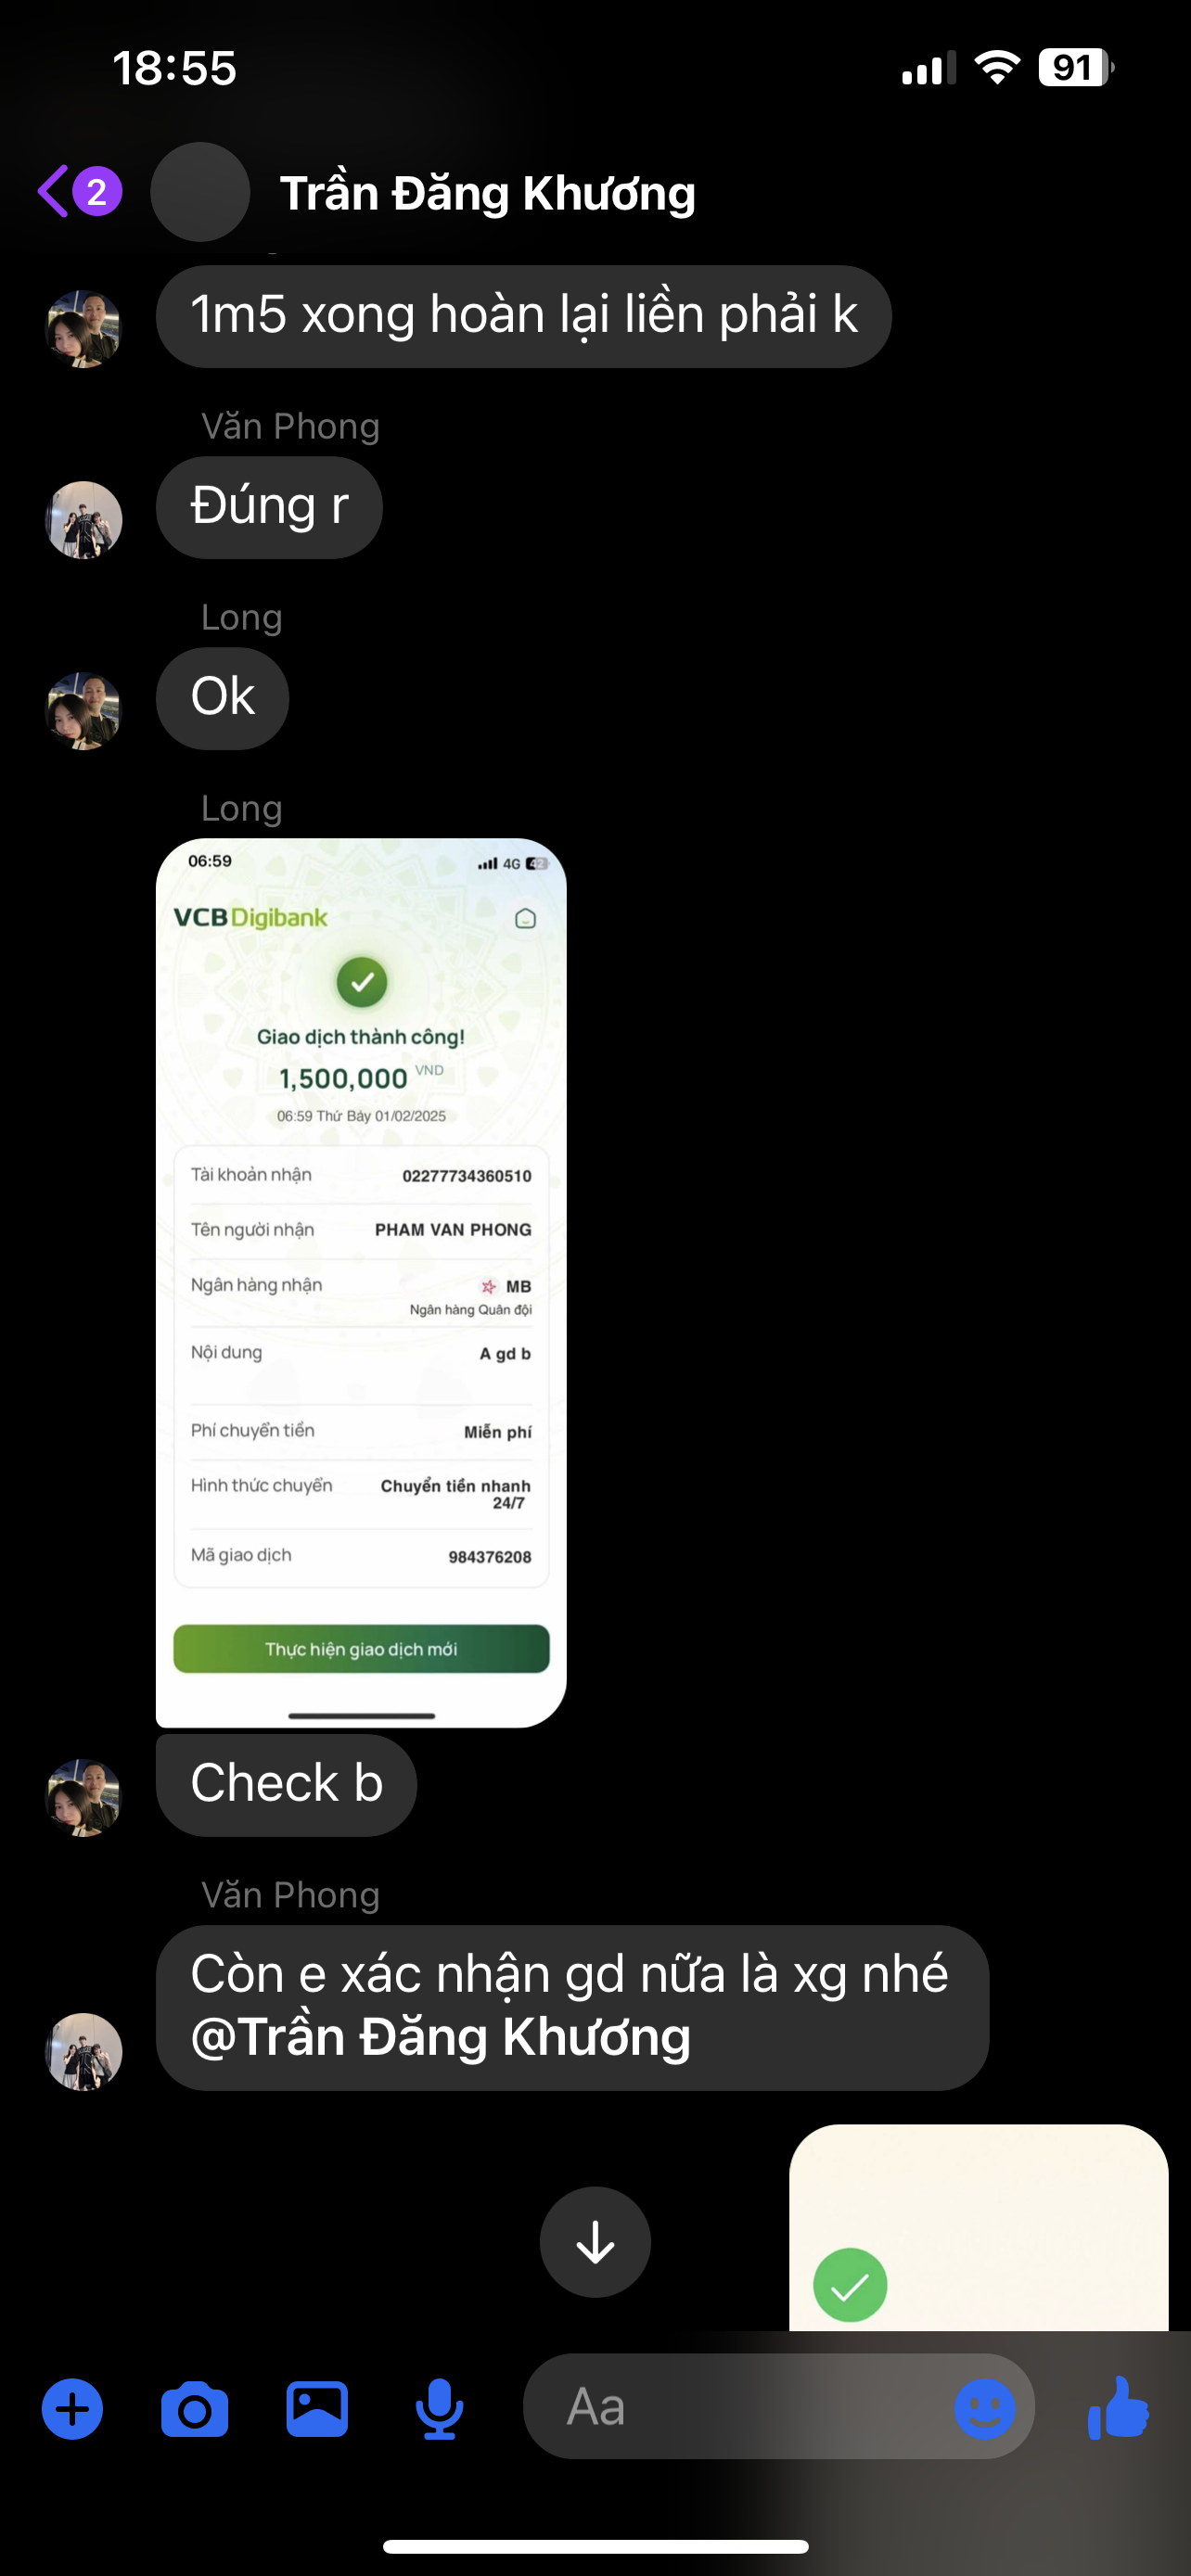 18:55
91
2
Trần Đăng Khương
1m5 xong hoàn lại liền phải k
Văn Phong
Đúng r
Long
Ok
Long
06:59
4G 42
VCB Digibank
Giao dịch thành công!
1,500,000 VND
06:59 Thứ Bảy 01/02/2025
Tài khoản nhận 02277734360510
Tên người nhận PHAM VAN PHONG
Ngân hàng nhận MB
Ngân hàng Quân đội
Nội dung A gd b
Phí chuyển tiền Miễn phí
Hình thức chuyển Chuyển tiền nhanh
24/7
Mã giao dịch 984376208
Thực hiện giao dịch mới
Check b
Văn Phong
Còn e xác nhận gd nữa là xg nhé
@Trần Đăng Khương
Aa